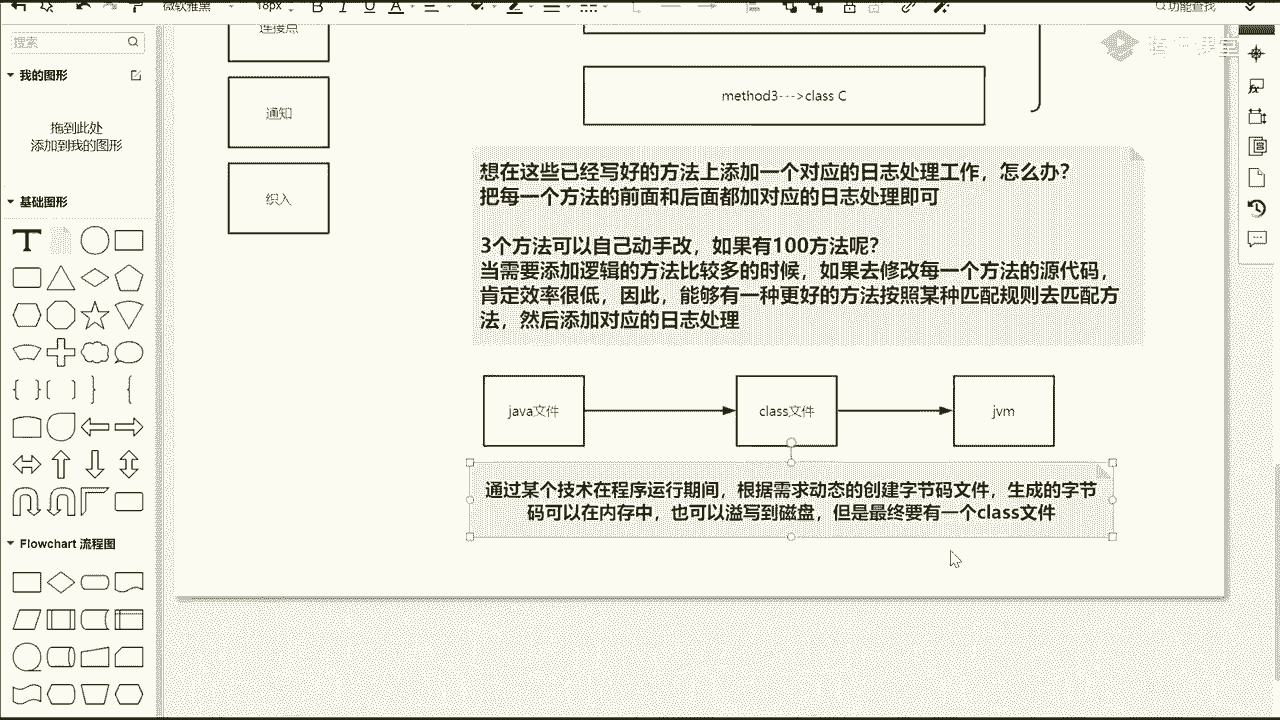 微软雅黑 18px B I U A 功能查找
搜索
连接点
我的图形
method3--->class C
通知
拖到此处
添加到我的图形
想在这些已经写好的方法上添加一个对应的日志处理工作，怎么办？
把每一个方法的前面和后面都加对应的日志处理即可
织入
基础图形
3个方法可以自己动手改，如果有100方法呢？
当需要添加逻辑的方法比较多的时候，如果去修改每一个方法的源代码，
肯定效率很低，因此，能够有一种更好的方法按照某种匹配规则去匹配方
法，然后添加对应的日志处理
java文件
class文件
jvm
通过某个技术在程序运行期间，根据需求动态的创建字节码文件，生成的字节
码可以在内存中，也可以溢写到磁盘，但是最终要有一个class文件
Flowchart 流程图